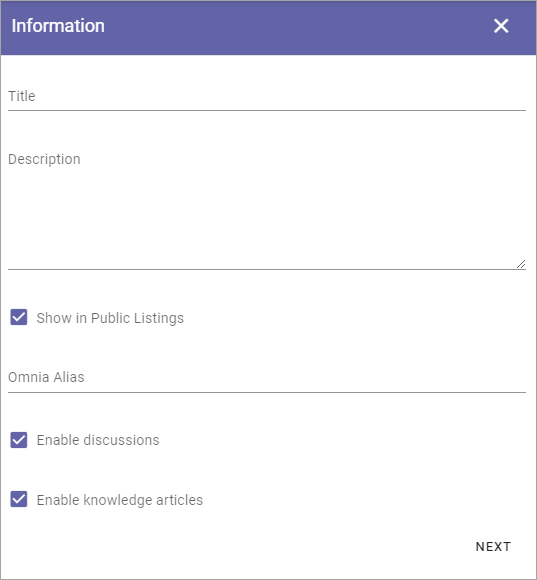 Information
Title
Description
Show in Public Listings
Omnia Alias
Enable discussions
Enable knowledge articles
NEXT